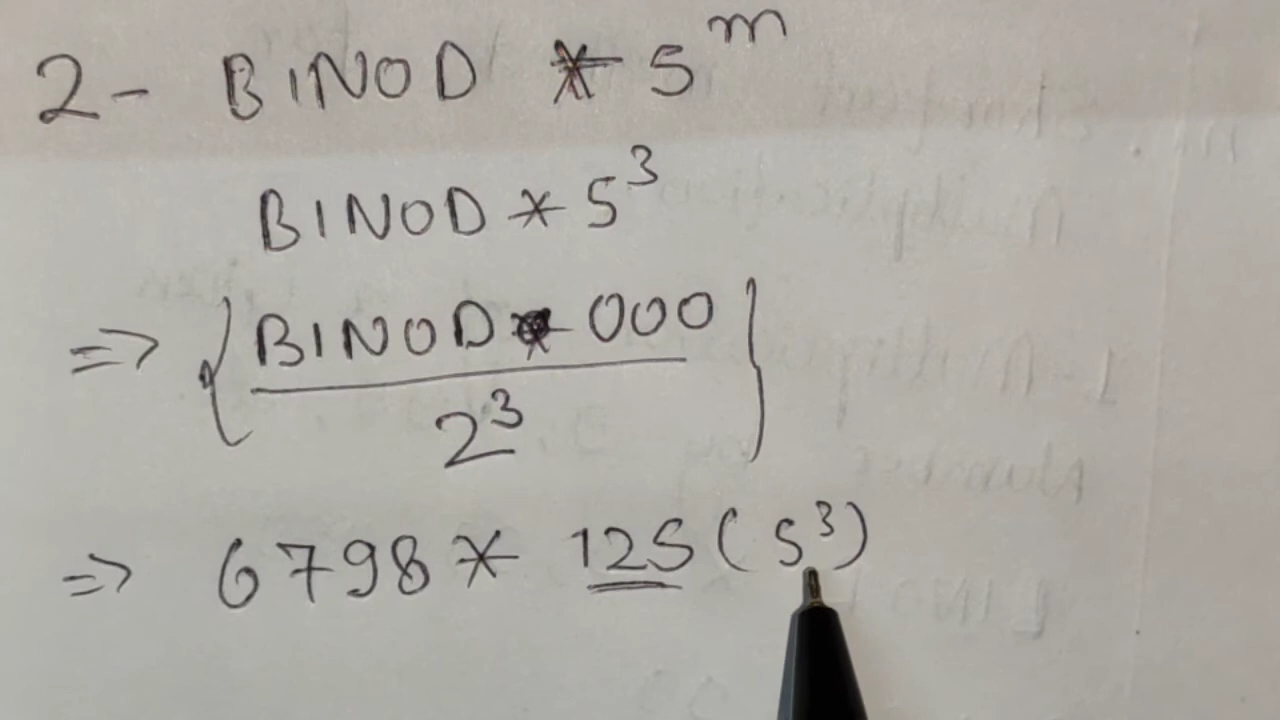 2- BINOD * 5^m
BINOD * 5^3
=> { BINOD 000 / 2^3 }
=> 6798 * 125 ( 5^3 )